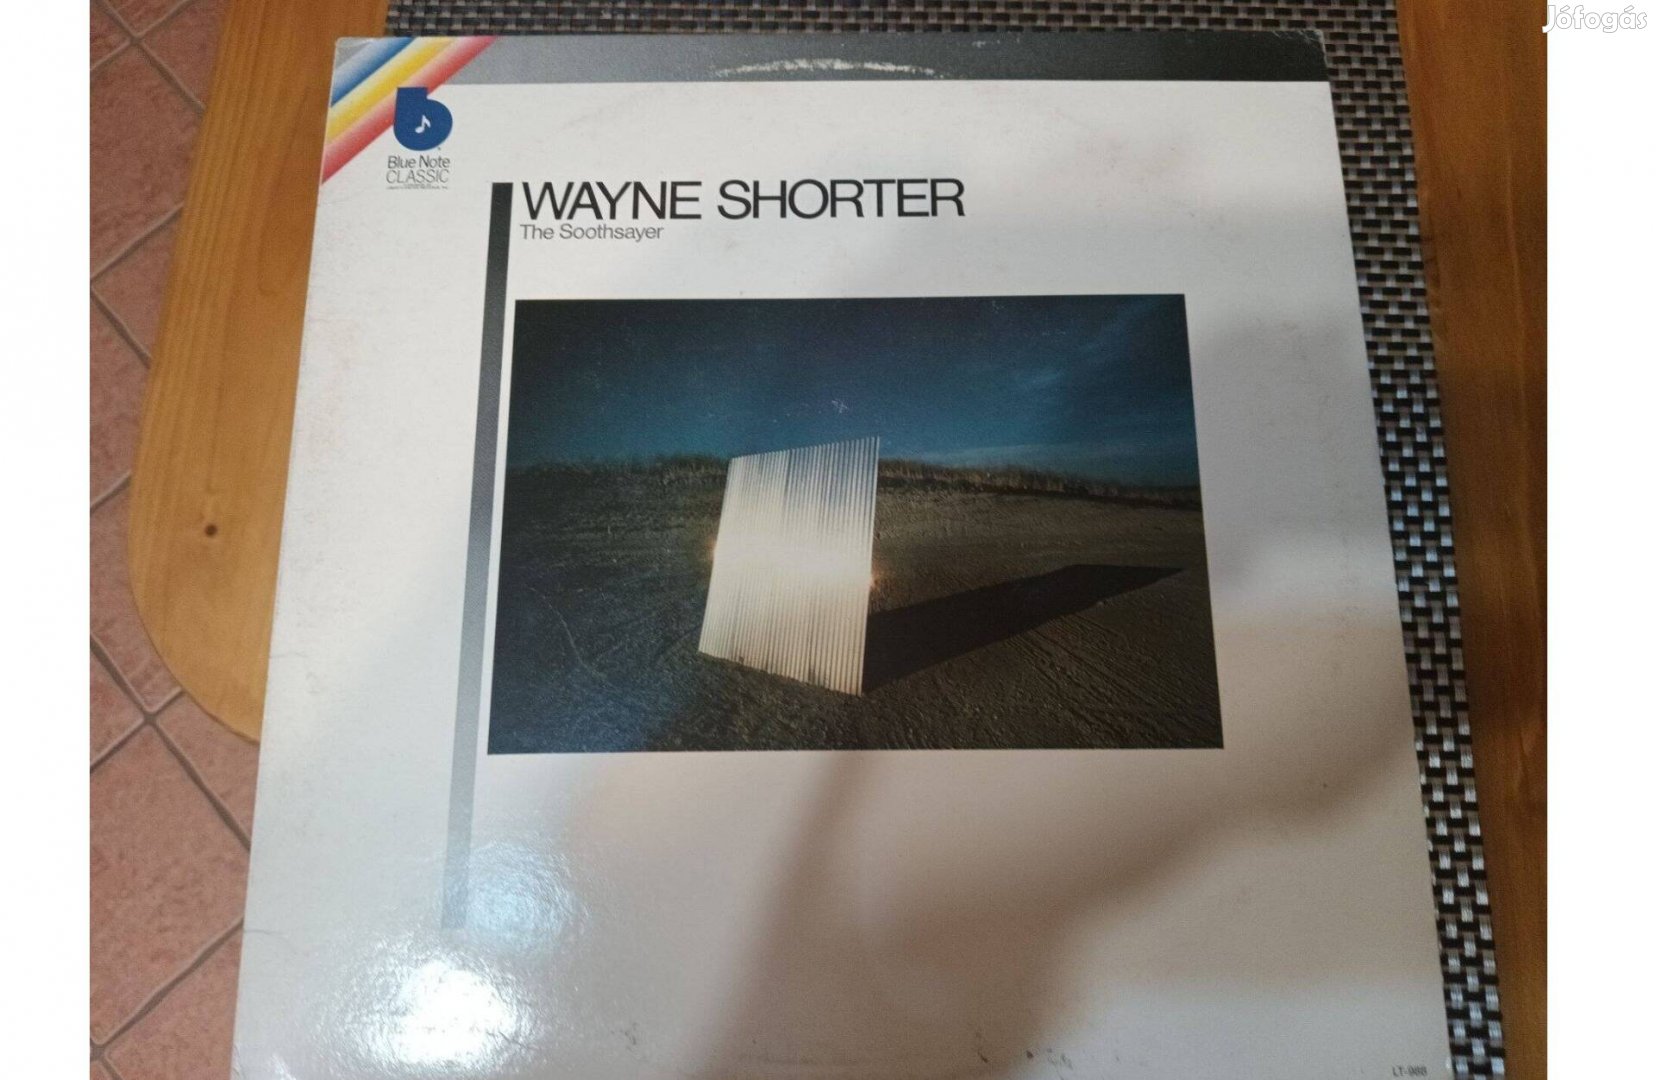 Jófogás
Blue Note
CLASSIC
WAYNE SHORTER
The Soothsayer
LT-988